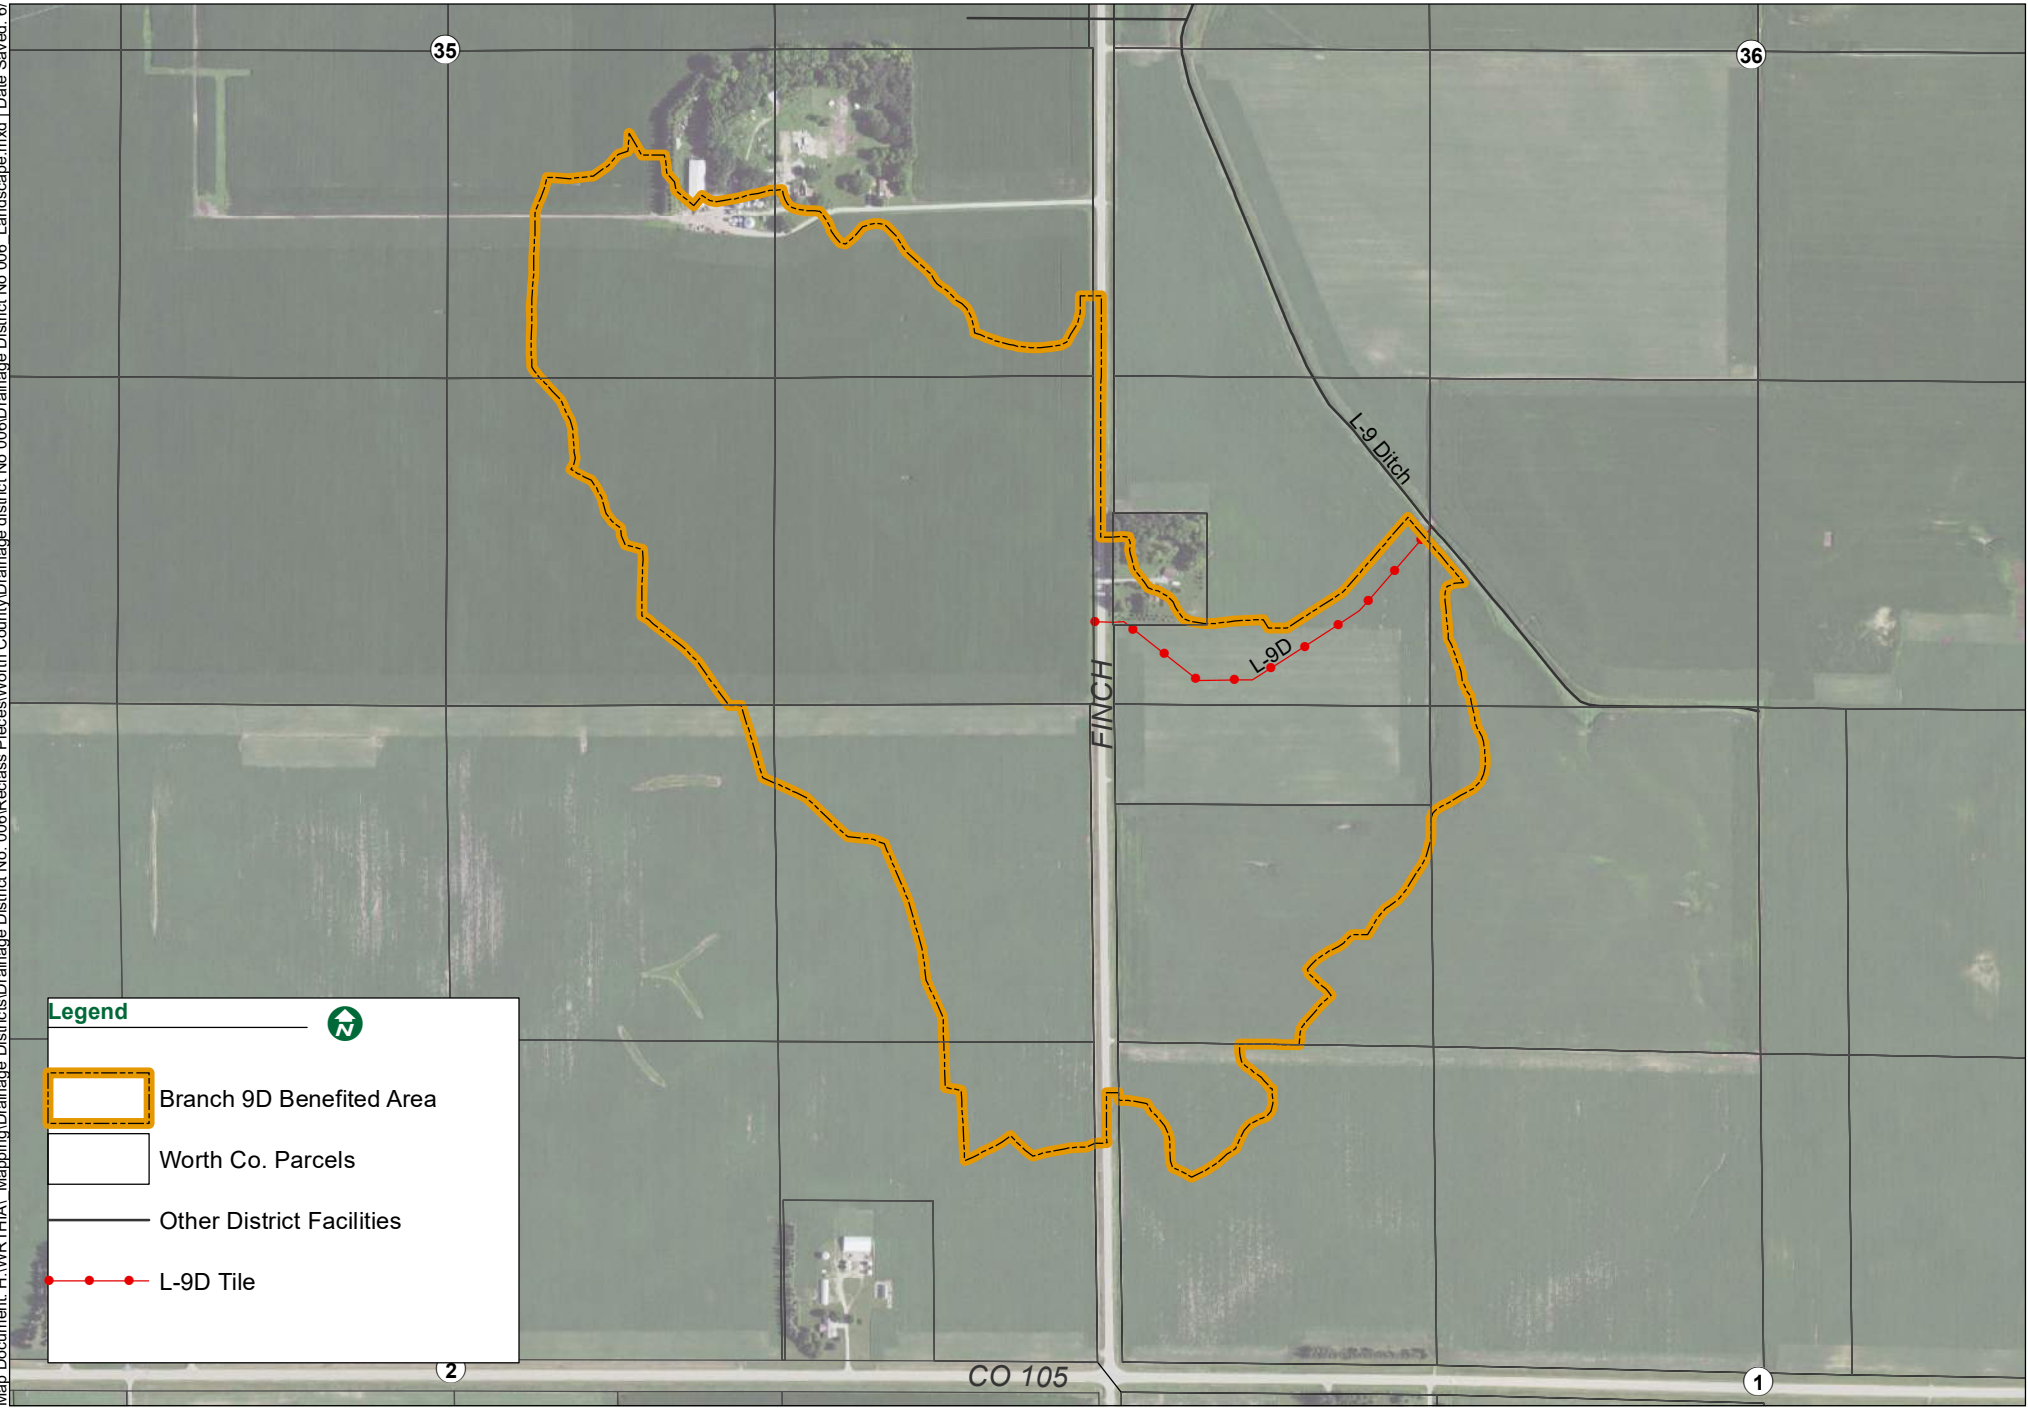 35
36
L-9 Ditch
L-9D
FINCH
Legend
N
Branch 9D Benefited Area
Worth Co. Parcels
Other District Facilities
L-9D Tile
2
CO 105
1